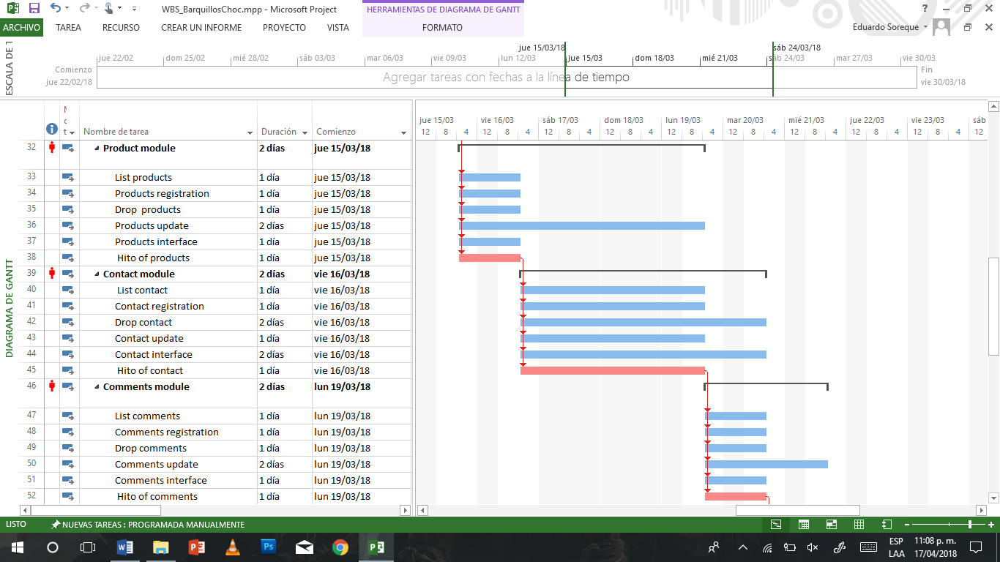 WBS_BarquillosChoc.mpp - Microsoft Project
HERRAMIENTAS DE DIAGRAMA DE GANTT
?
ARCHIVO TAREA RECURSO CREAR UN INFORME PROYECTO VISTA FORMATO Eduardo Soreque
ESCALA DE T
jue 15/03/18 sáb 24/03/18
jue 22/02 dom 25/02 mié 28/02 sáb 03/03 mar 06/03 vie 09/03 lun 12/03 jue 15/03 dom 18/03 mié 21/03 sáb 24/03 mar 27/03 vie 30/03
Comienzo
jue 22/02/18
Agregar tareas con fechas a la línea de tiempo
Fin
vie 30/03/18
DIAGRAMA DE GANTT
Nombre de tarea Duración Comienzo
jue 15/03 vie 16/03 sáb 17/03 dom 18/03 lun 19/03 mar 20/03 mié 21/03 jue 22/03 vie 23/03 sáb
12 8 4 12 8 4 12 8 4 12 8 4 12 8 4 12 8 4 12 8 4 12 8 4 12 8 4 12
32 Product module 2 días jue 15/03/18
33 List products 1 día jue 15/03/18
34 Products registration 1 día jue 15/03/18
35 Drop products 1 día jue 15/03/18
36 Products update 2 días jue 15/03/18
37 Products interface 1 día jue 15/03/18
38 Hito of products 1 día jue 15/03/18
39 Contact module 2 días vie 16/03/18
40 List contact 1 día vie 16/03/18
41 Contact registration 1 día vie 16/03/18
42 Drop contact 2 días vie 16/03/18
43 Contact update 1 día vie 16/03/18
44 Contact interface 2 días vie 16/03/18
45 Hito of contact 1 día vie 16/03/18
46 Comments module 2 días lun 19/03/18
47 List comments 1 día lun 19/03/18
48 Comments registration 1 día lun 19/03/18
49 Drop comments 1 día lun 19/03/18
50 Comments update 2 días lun 19/03/18
51 Comments interface 1 día lun 19/03/18
52 Hito of comments 1 día lun 19/03/18
LISTO NUEVAS TAREAS : PROGRAMADA MANUALMENTE
ESP 11:08 p. m.
LAA 17/04/2018